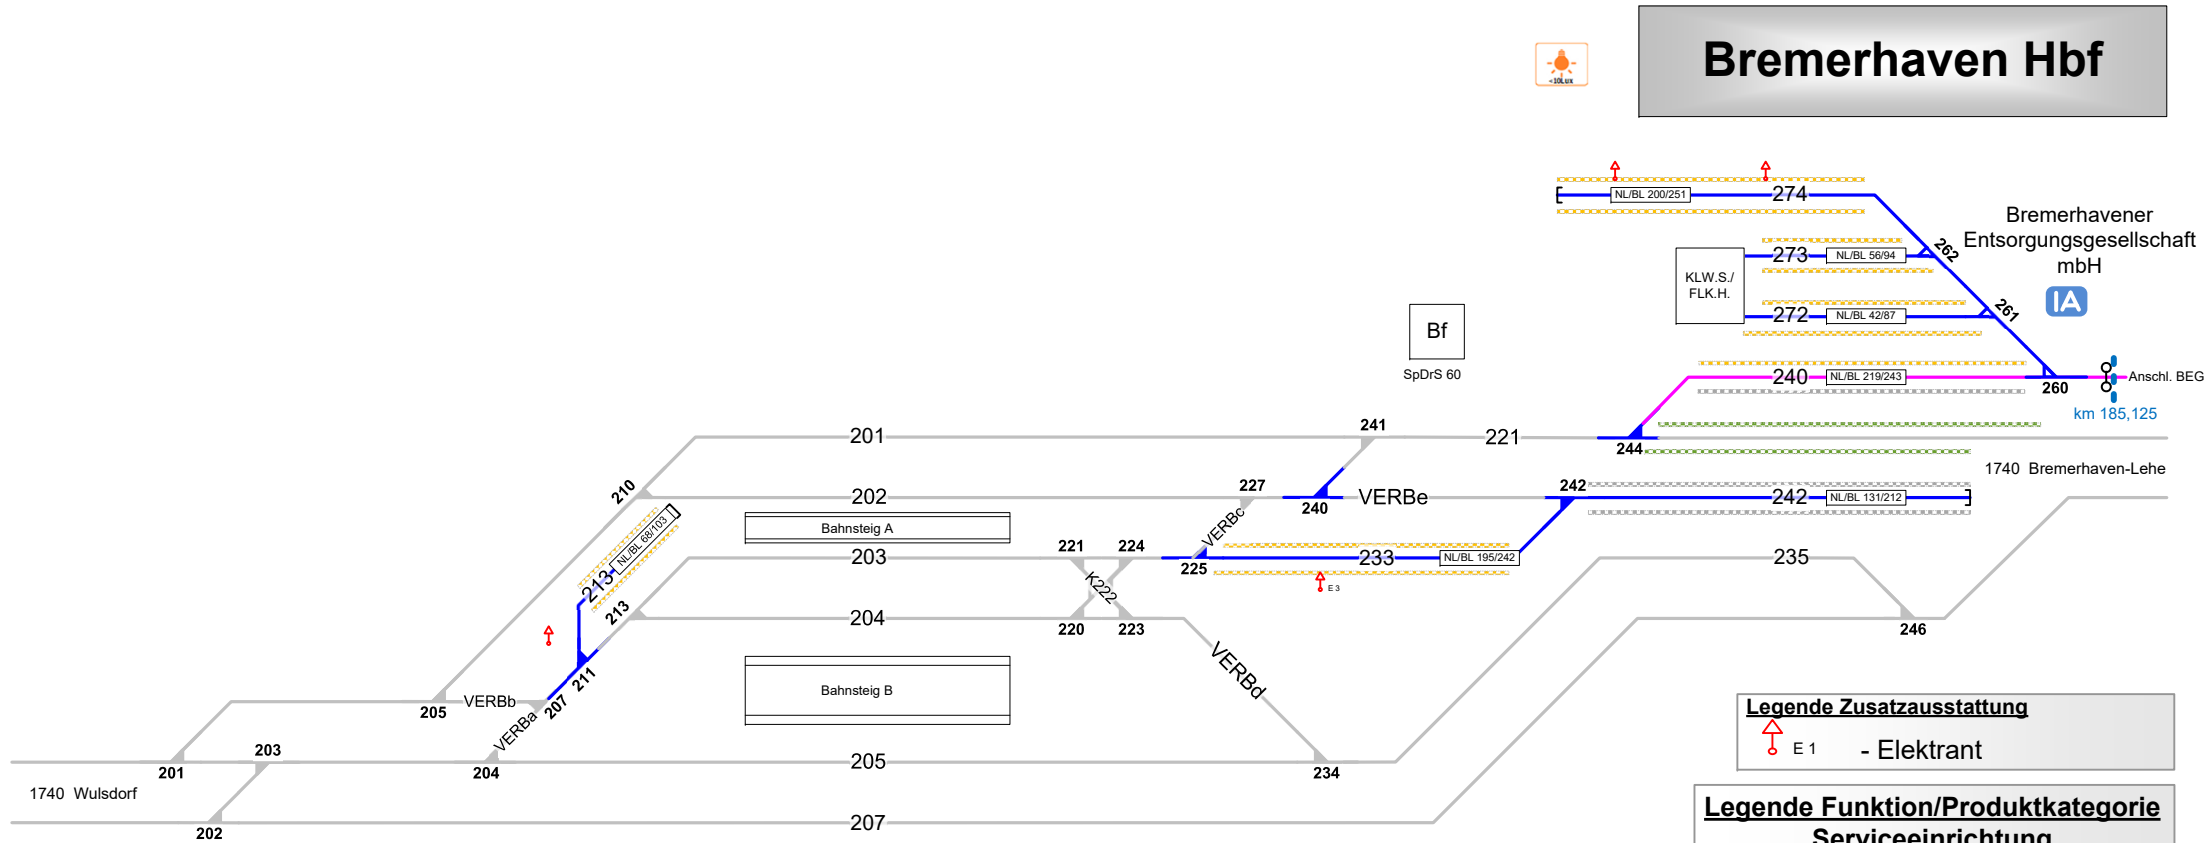 Bremerhaven Hbf
<10Lux
274
NL/BL 200/251
Bremerhavener
Entsorgungsgesellschaft
mbH
IA
262
273
NL/BL 56/94
KLW.S./
FLK.H.
261
272
NL/BL 42/87
Bf
SpDrS 60
240
NL/BL 219/243
260
Anschl. BEG
km 185,125
201
241
221
244
1740 Bremerhaven-Lehe
210
202
227
240
VERBe
242
242
NL/BL 131/212
Bahnsteig A
VERBc
NL/BL 68/103
213
203
221
224
225
233
NL/BL 195/242
235
E 3
K222
213
204
220
223
246
211
VERBd
Bahnsteig B
205
VERBb
207
VERBa
Legende Zusatzausstattung
E 1 - Elektrant
201
203
204
205
234
1740 Wulsdorf
202
207
Legende Funktion/Produktkategorie
Serviceeinrichtung